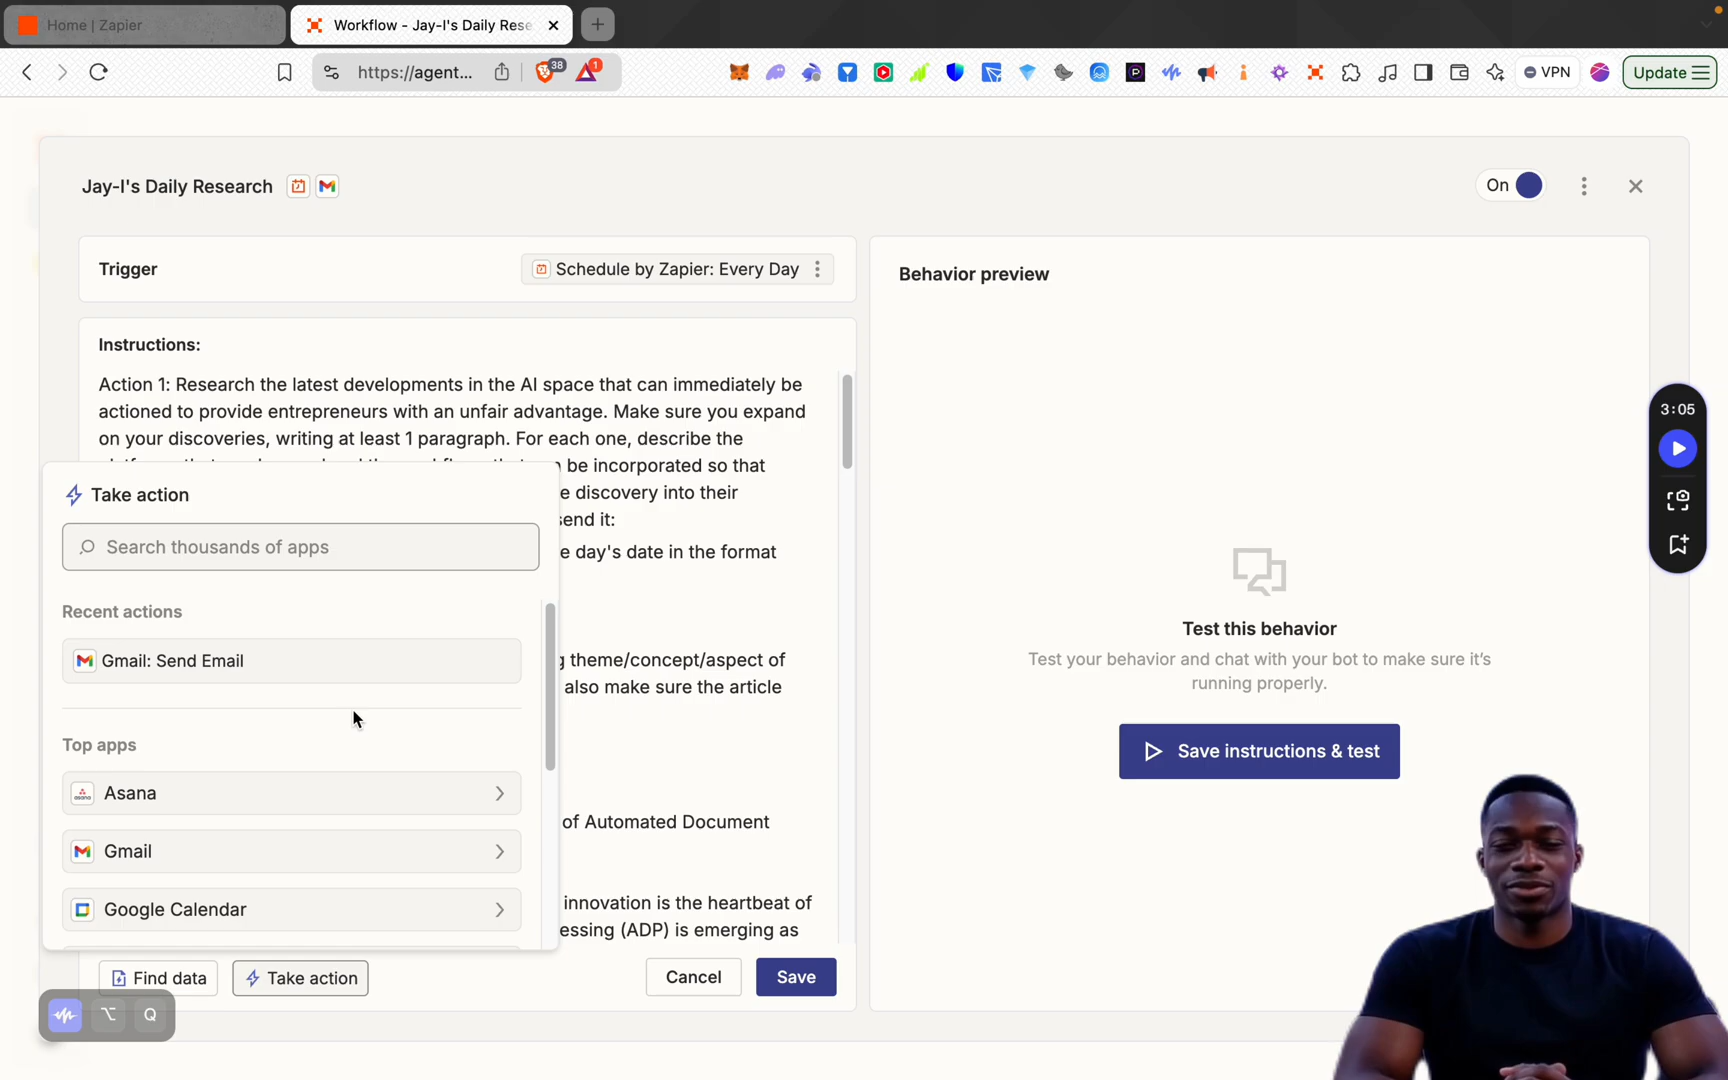 Home | Zapier
Workflow - Jay-I's Daily Rese
https://agent...
38
1
VPN
Update
Jay-I's Daily Research
On
Trigger
Schedule by Zapier: Every Day
Behavior preview
Instructions:
Action 1: Research the latest developments in the AI space that can immediately be
actioned to provide entrepreneurs with an unfair advantage. Make sure you expand
on your discoveries, writing at least 1 paragraph. For each one, describe the
be incorporated so that
e discovery into their
send it:
e day's date in the format
g theme/concept/aspect of
also make sure the article
of Automated Document
innovation is the heartbeat of
essing (ADP) is emerging as
Take action
Search thousands of apps
Recent actions
Gmail: Send Email
Top apps
Asana
Gmail
Google Calendar
Find data
Take action
Cancel
Save
Q
Test this behavior
Test your behavior and chat with your bot to make sure it's
running properly.
Save instructions & test
3:05